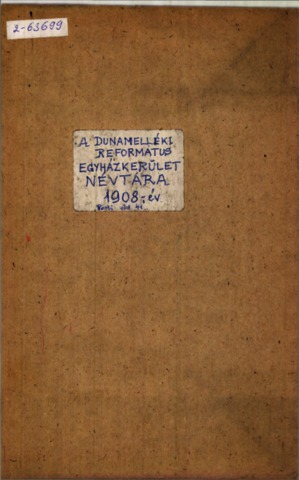 2-63699
A DUNAMELLÉKI
REFORMÁTUS
EGYHÁZKERÜLET
NÉVTÁRA
1908.-év